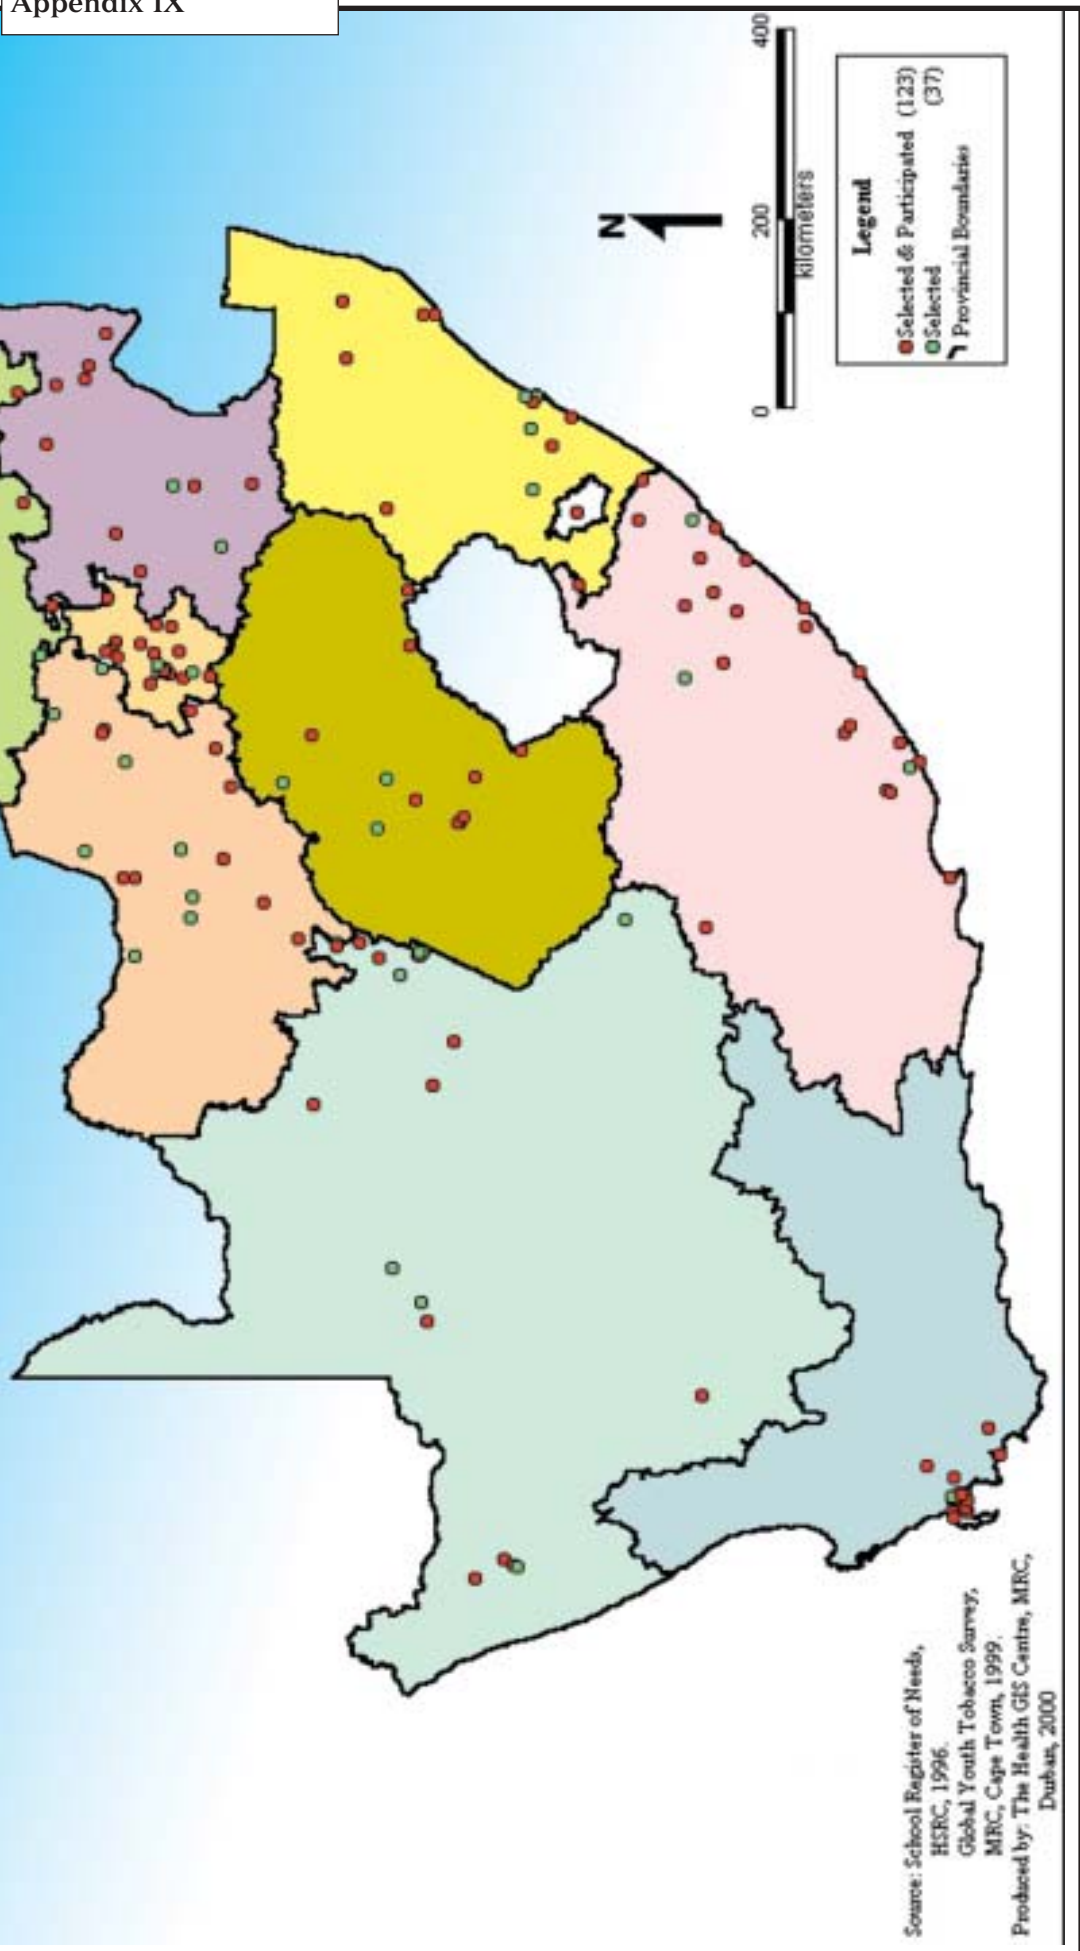 Appendix IX
N
0 200 400
kilometers
Legend
Selected & Participated (123)
Selected (37)
Provincial Boundaries
Source: School Register of Needs,
HSRC, 1996.
Global Youth Tobacco Survey,
MRC, Cape Town, 1999.
Produced by: The Health GIS Centre, MRC,
Durban, 2000